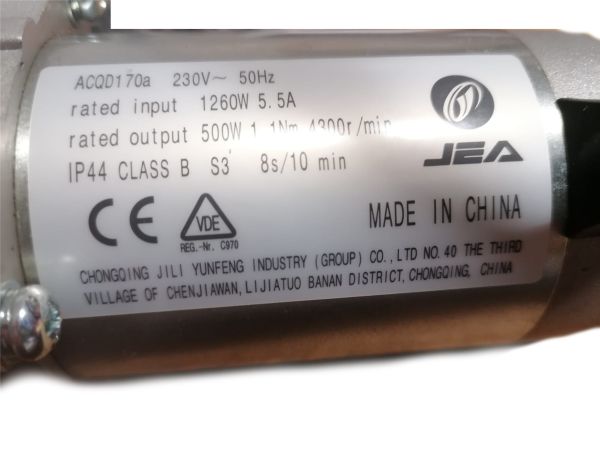 ACQD170a 230V~ 50Hz
rated input 1260W 5.5A
rated output 500W 1.1Nm 4300r/min
IP44 CLASS B S3' 8s/10 min
JEA
CE
VDE
REG.-Nr. C970
MADE IN CHINA
CHONGQING JILI YUNFENG INDUSTRY (GROUP) CO., LTD NO. 40 THE THIRD
VILLAGE OF CHENJIAWAN, LIJIATUO BANAN DISTRICT, CHONGQING, CHINA